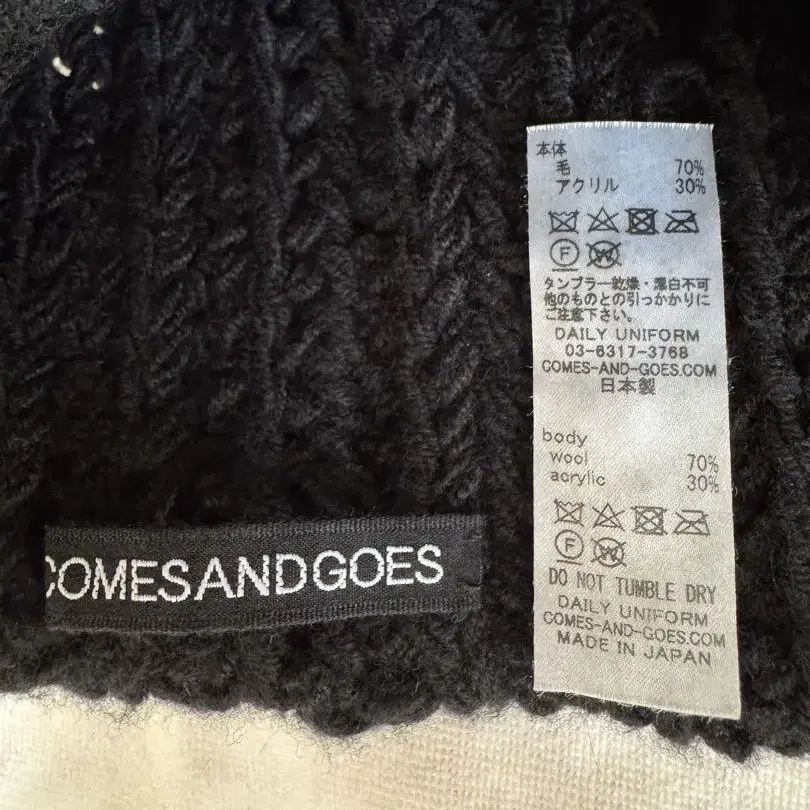 本体
毛 70%
アクリル 30%
F W
タンブラー乾燥・漂白不可
他のものとの引っかかりに
ご注意下さい。
DAILY UNIFORM
03-6317-3768
COMES-AND-GOES.COM
日本製
body
wool 70%
acrylic 30%
F W
DO NOT TUMBLE DRY
DAILY UNIFORM
COMES-AND-GOES.COM
MADE IN JAPAN
COMESANDGOES